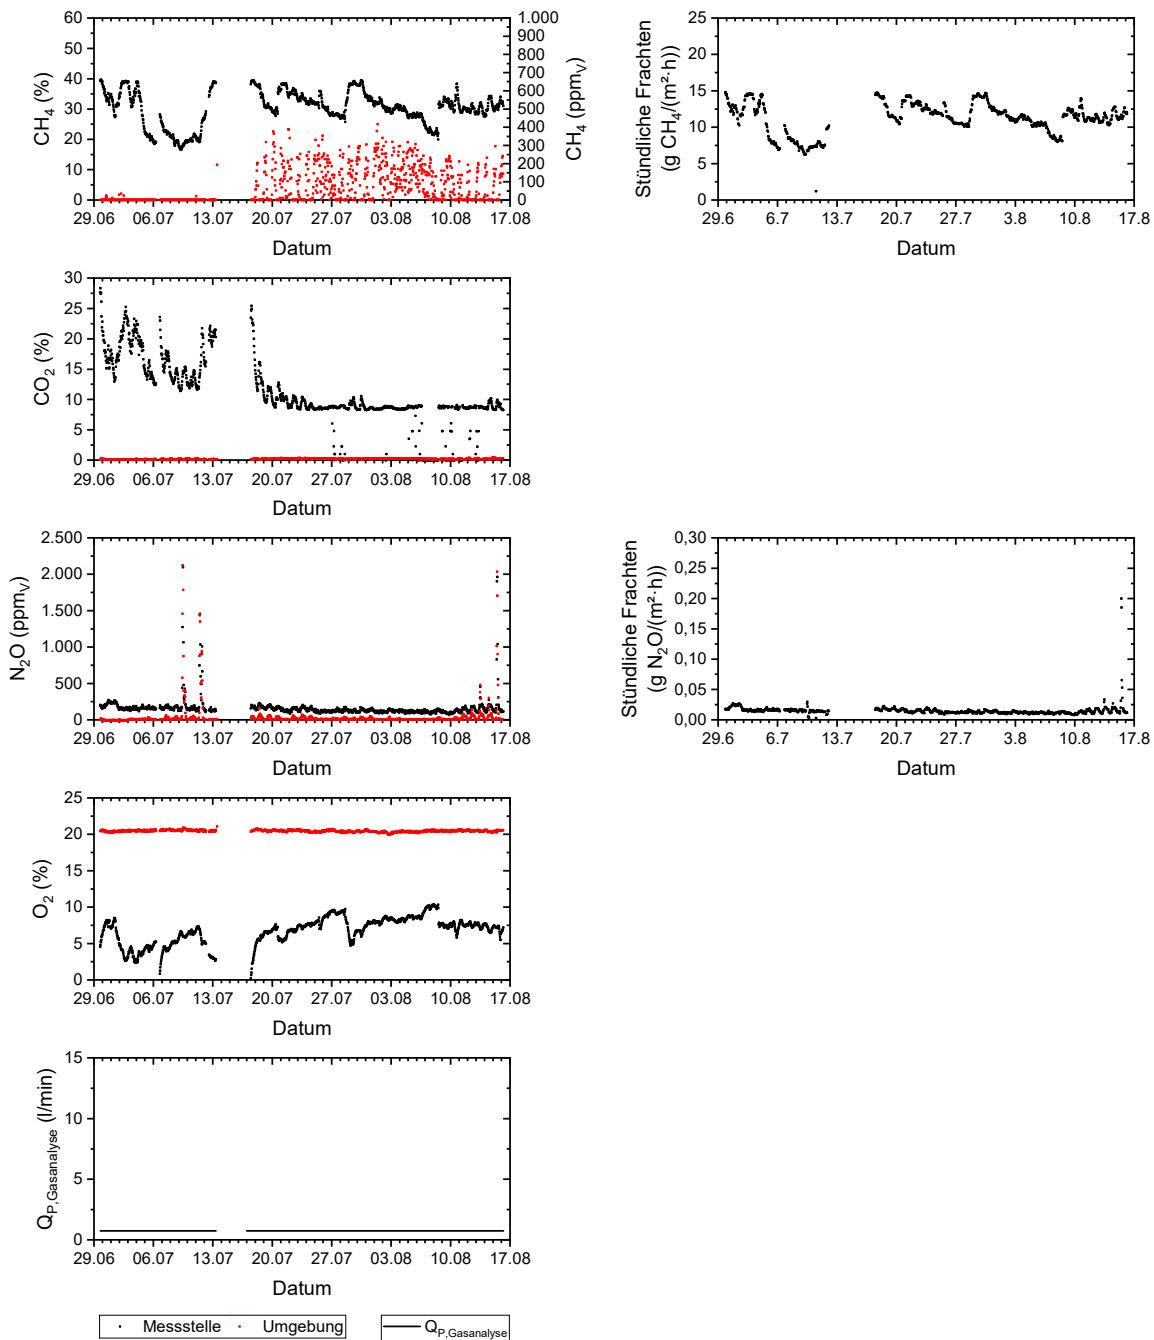 60
50
40
30
20
10
0
CH₄ (%)
1.000
900
800
700
600
500
400
300
200
100
0
CH₄ (ppmᵥ)
29.06 06.07 13.07 20.07 27.07 03.08 10.08 17.08
Datum
25
20
15
10
5
0
Stündliche Frachten
(g CH₄/(m²·h))
29.6 6.7 13.7 20.7 27.7 3.8 10.8 17.8
Datum
30
25
20
15
10
5
0
CO₂ (%)
29.06 06.07 13.07 20.07 27.07 03.08 10.08 17.08
Datum
2.500
2.000
1.500
1.000
500
0
N₂O (ppmᵥ)
29.06 06.07 13.07 20.07 27.07 03.08 10.08 17.08
Datum
0,30
0,25
0,20
0,15
0,10
0,05
0,00
Stündliche Frachten
(g N₂O/(m²·h))
29.6 6.7 13.7 20.7 27.7 3.8 10.8 17.8
Datum
25
20
15
10
5
0
O₂ (%)
29.06 06.07 13.07 20.07 27.07 03.08 10.08 17.08
Datum
15
10
5
0
Q_P,Gasanalyse (l/min)
29.06 06.07 13.07 20.07 27.07 03.08 10.08 17.08
Datum
Messstelle Umgebung Q_P,Gasanalyse